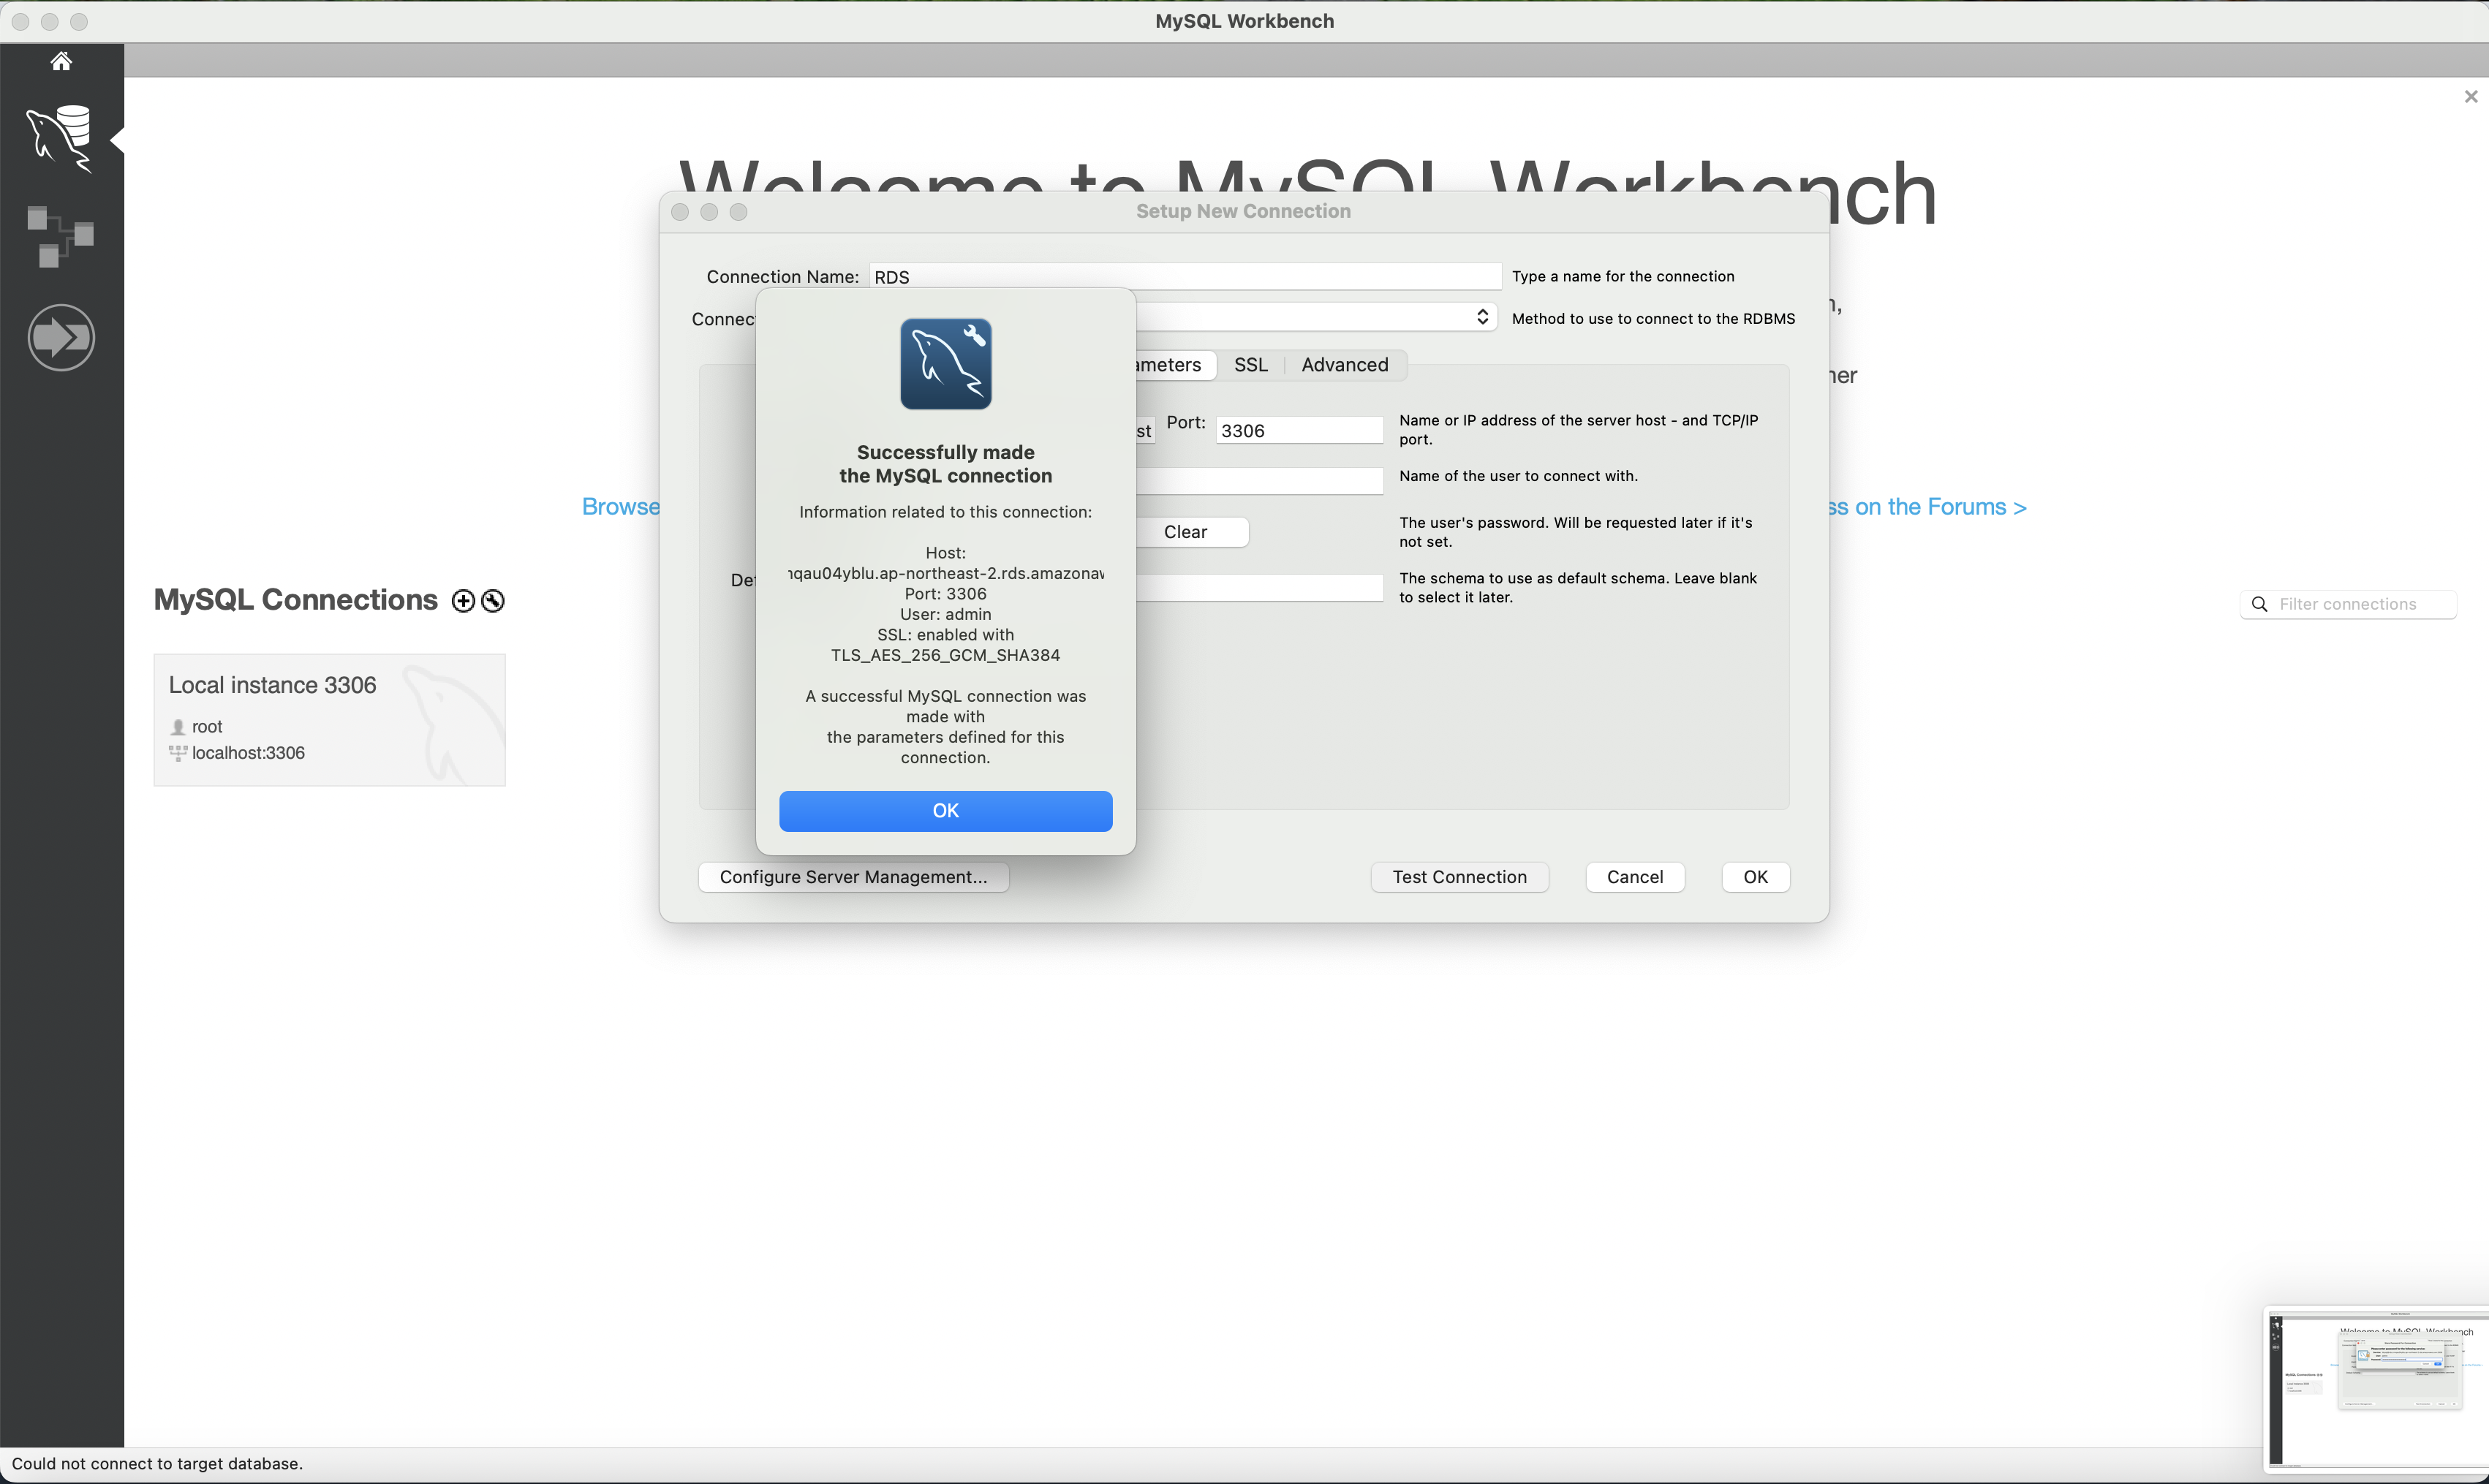 MySQL Workbench
Welcome to MySQL Workbench
Setup New Connection
Connection Name: RDS Type a name for the connection
Method to use to connect to the RDBMS
SSL Advanced
Port: 3306 Name or IP address of the server host - and TCP/IP
port.
Name of the user to connect with.
Clear The user's password. Will be requested later if it's
not set.
The schema to use as default schema. Leave blank
to select it later.
Successfully made
the MySQL connection
Information related to this connection:
Host:
nqau04yblu.ap-northeast-2.rds.amazonav
Port: 3306
User: admin
SSL: enabled with
TLS_AES_256_GCM_SHA384
A successful MySQL connection was
made with
the parameters defined for this
connection.
OK
Configure Server Management... Test Connection Cancel OK
Browse
ss on the Forums >
MySQL Connections
Filter connections
Local instance 3306
root
localhost:3306
Could not connect to target database.